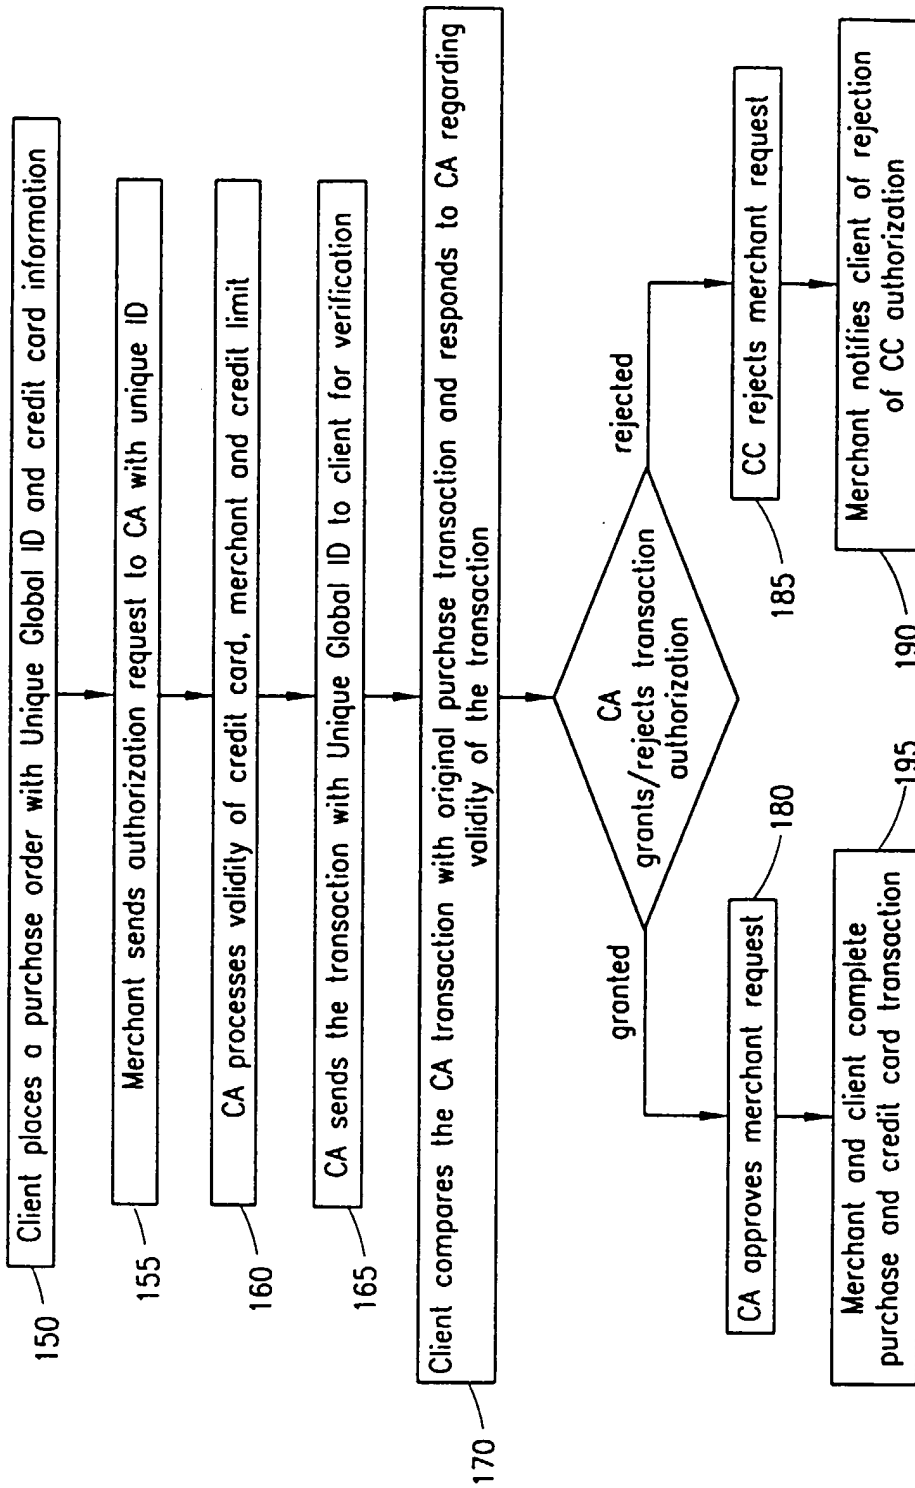 Client places a purchase order with Unique Global ID and credit card information
150
Merchant sends authorization request to CA with unique ID
155
CA processes validity of credit card, merchant and credit limit
160
CA sends the transaction with Unique Global ID to client for verification
165
Client compares the CA transaction with original purchase transaction and responds to CA regarding
validity of the transaction
170
CA
grants/rejects transaction
authorization
granted
rejected
CA approves merchant request
180
CC rejects merchant request
185
Merchant and client complete
purchase and credit card transaction
195
Merchant notifies client of rejection
of CC authorization
190